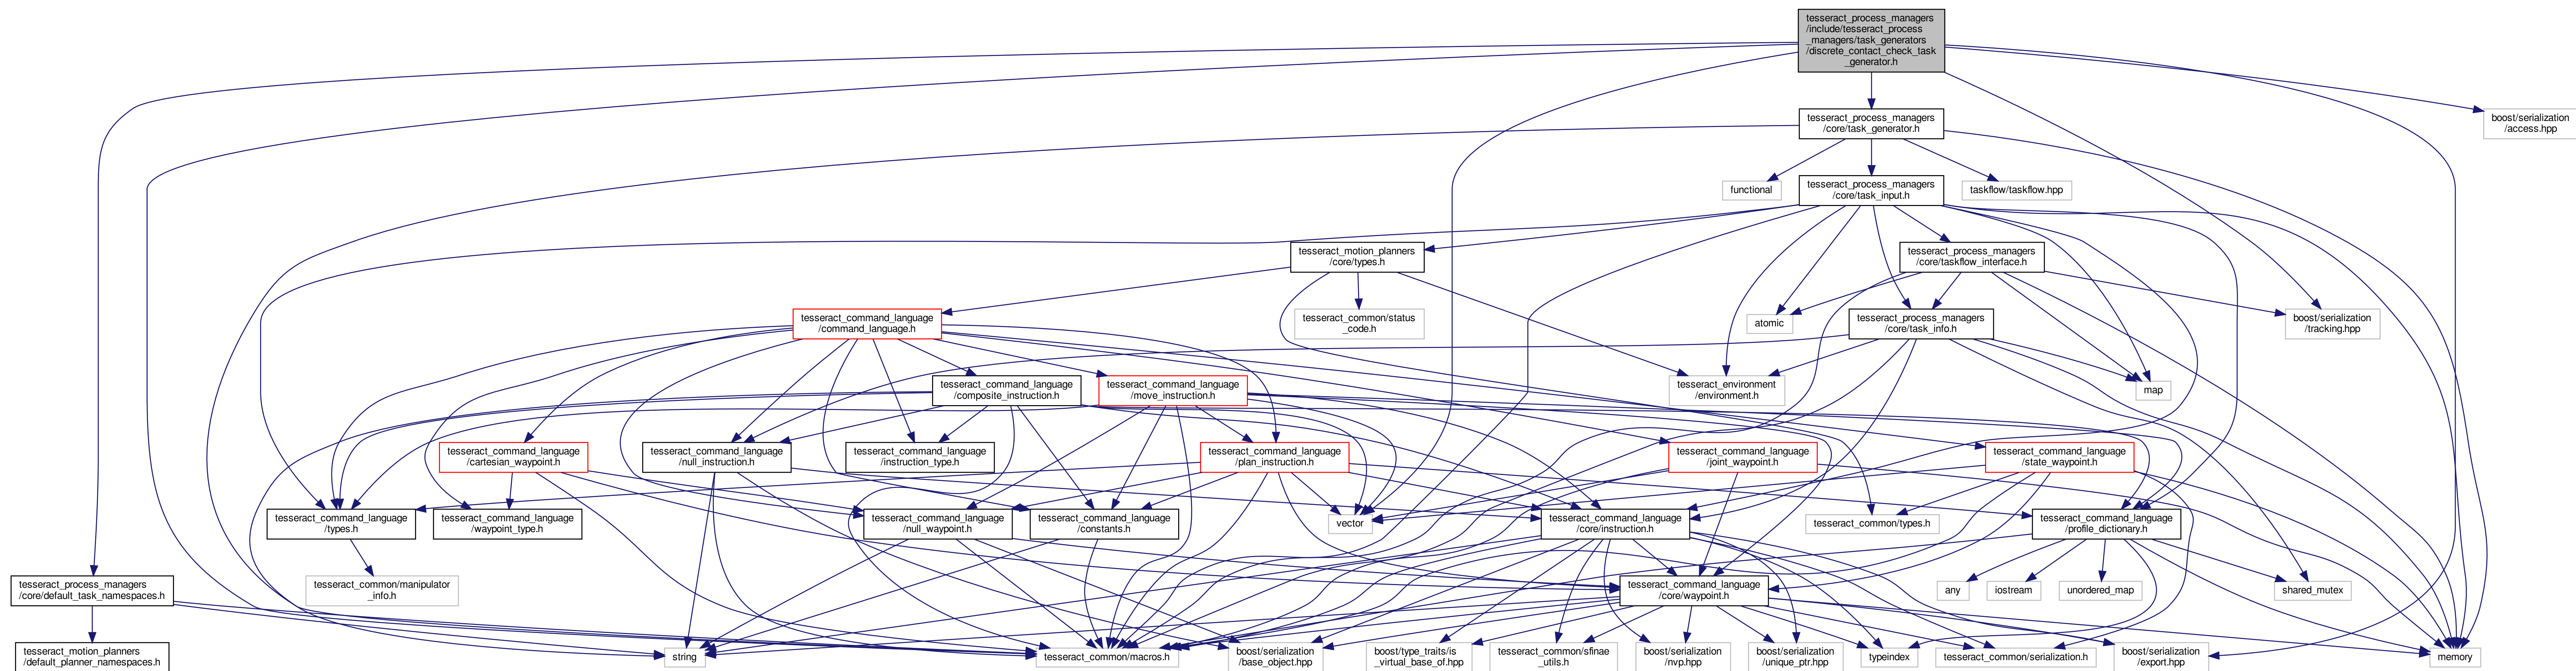 tesseract_process_managers
/include/tesseract_process
_managers/task_generators
/discrete_contact_check_task
_generator.h
tesseract_process_managers
/core/task_generator.h
boost/serialization
/access.hpp
functional
tesseract_process_managers
/core/task_input.h
taskflow/taskflow.hpp
tesseract_motion_planners
/core/types.h
tesseract_process_managers
/core/taskflow_interface.h
tesseract_command_language
/command_language.h
tesseract_common/status
_code.h
atomic
tesseract_process_managers
/core/task_info.h
boost/serialization
/tracking.hpp
tesseract_command_language
/composite_instruction.h
tesseract_command_language
/move_instruction.h
tesseract_environment
/environment.h
map
tesseract_command_language
/cartesian_waypoint.h
tesseract_command_language
/null_instruction.h
tesseract_command_language
/instruction_type.h
tesseract_command_language
/plan_instruction.h
tesseract_command_language
/joint_waypoint.h
tesseract_command_language
/state_waypoint.h
tesseract_command_language
/types.h
tesseract_command_language
/waypoint_type.h
tesseract_command_language
/null_waypoint.h
tesseract_command_language
/constants.h
vector
tesseract_command_language
/core/instruction.h
tesseract_common/types.h
tesseract_command_language
/profile_dictionary.h
tesseract_process_managers
/core/default_task_namespaces.h
tesseract_common/manipulator
_info.h
tesseract_command_language
/core/waypoint.h
any
iostream
unordered_map
shared_mutex
tesseract_motion_planners
/default_planner_namespaces.h
string
tesseract_common/macros.h
boost/serialization
/base_object.hpp
boost/type_traits/is
_virtual_base_of.hpp
tesseract_common/sfinae
_utils.h
boost/serialization
/nvp.hpp
boost/serialization
/unique_ptr.hpp
typeindex
tesseract_common/serialization.h
boost/serialization
/export.hpp
memory